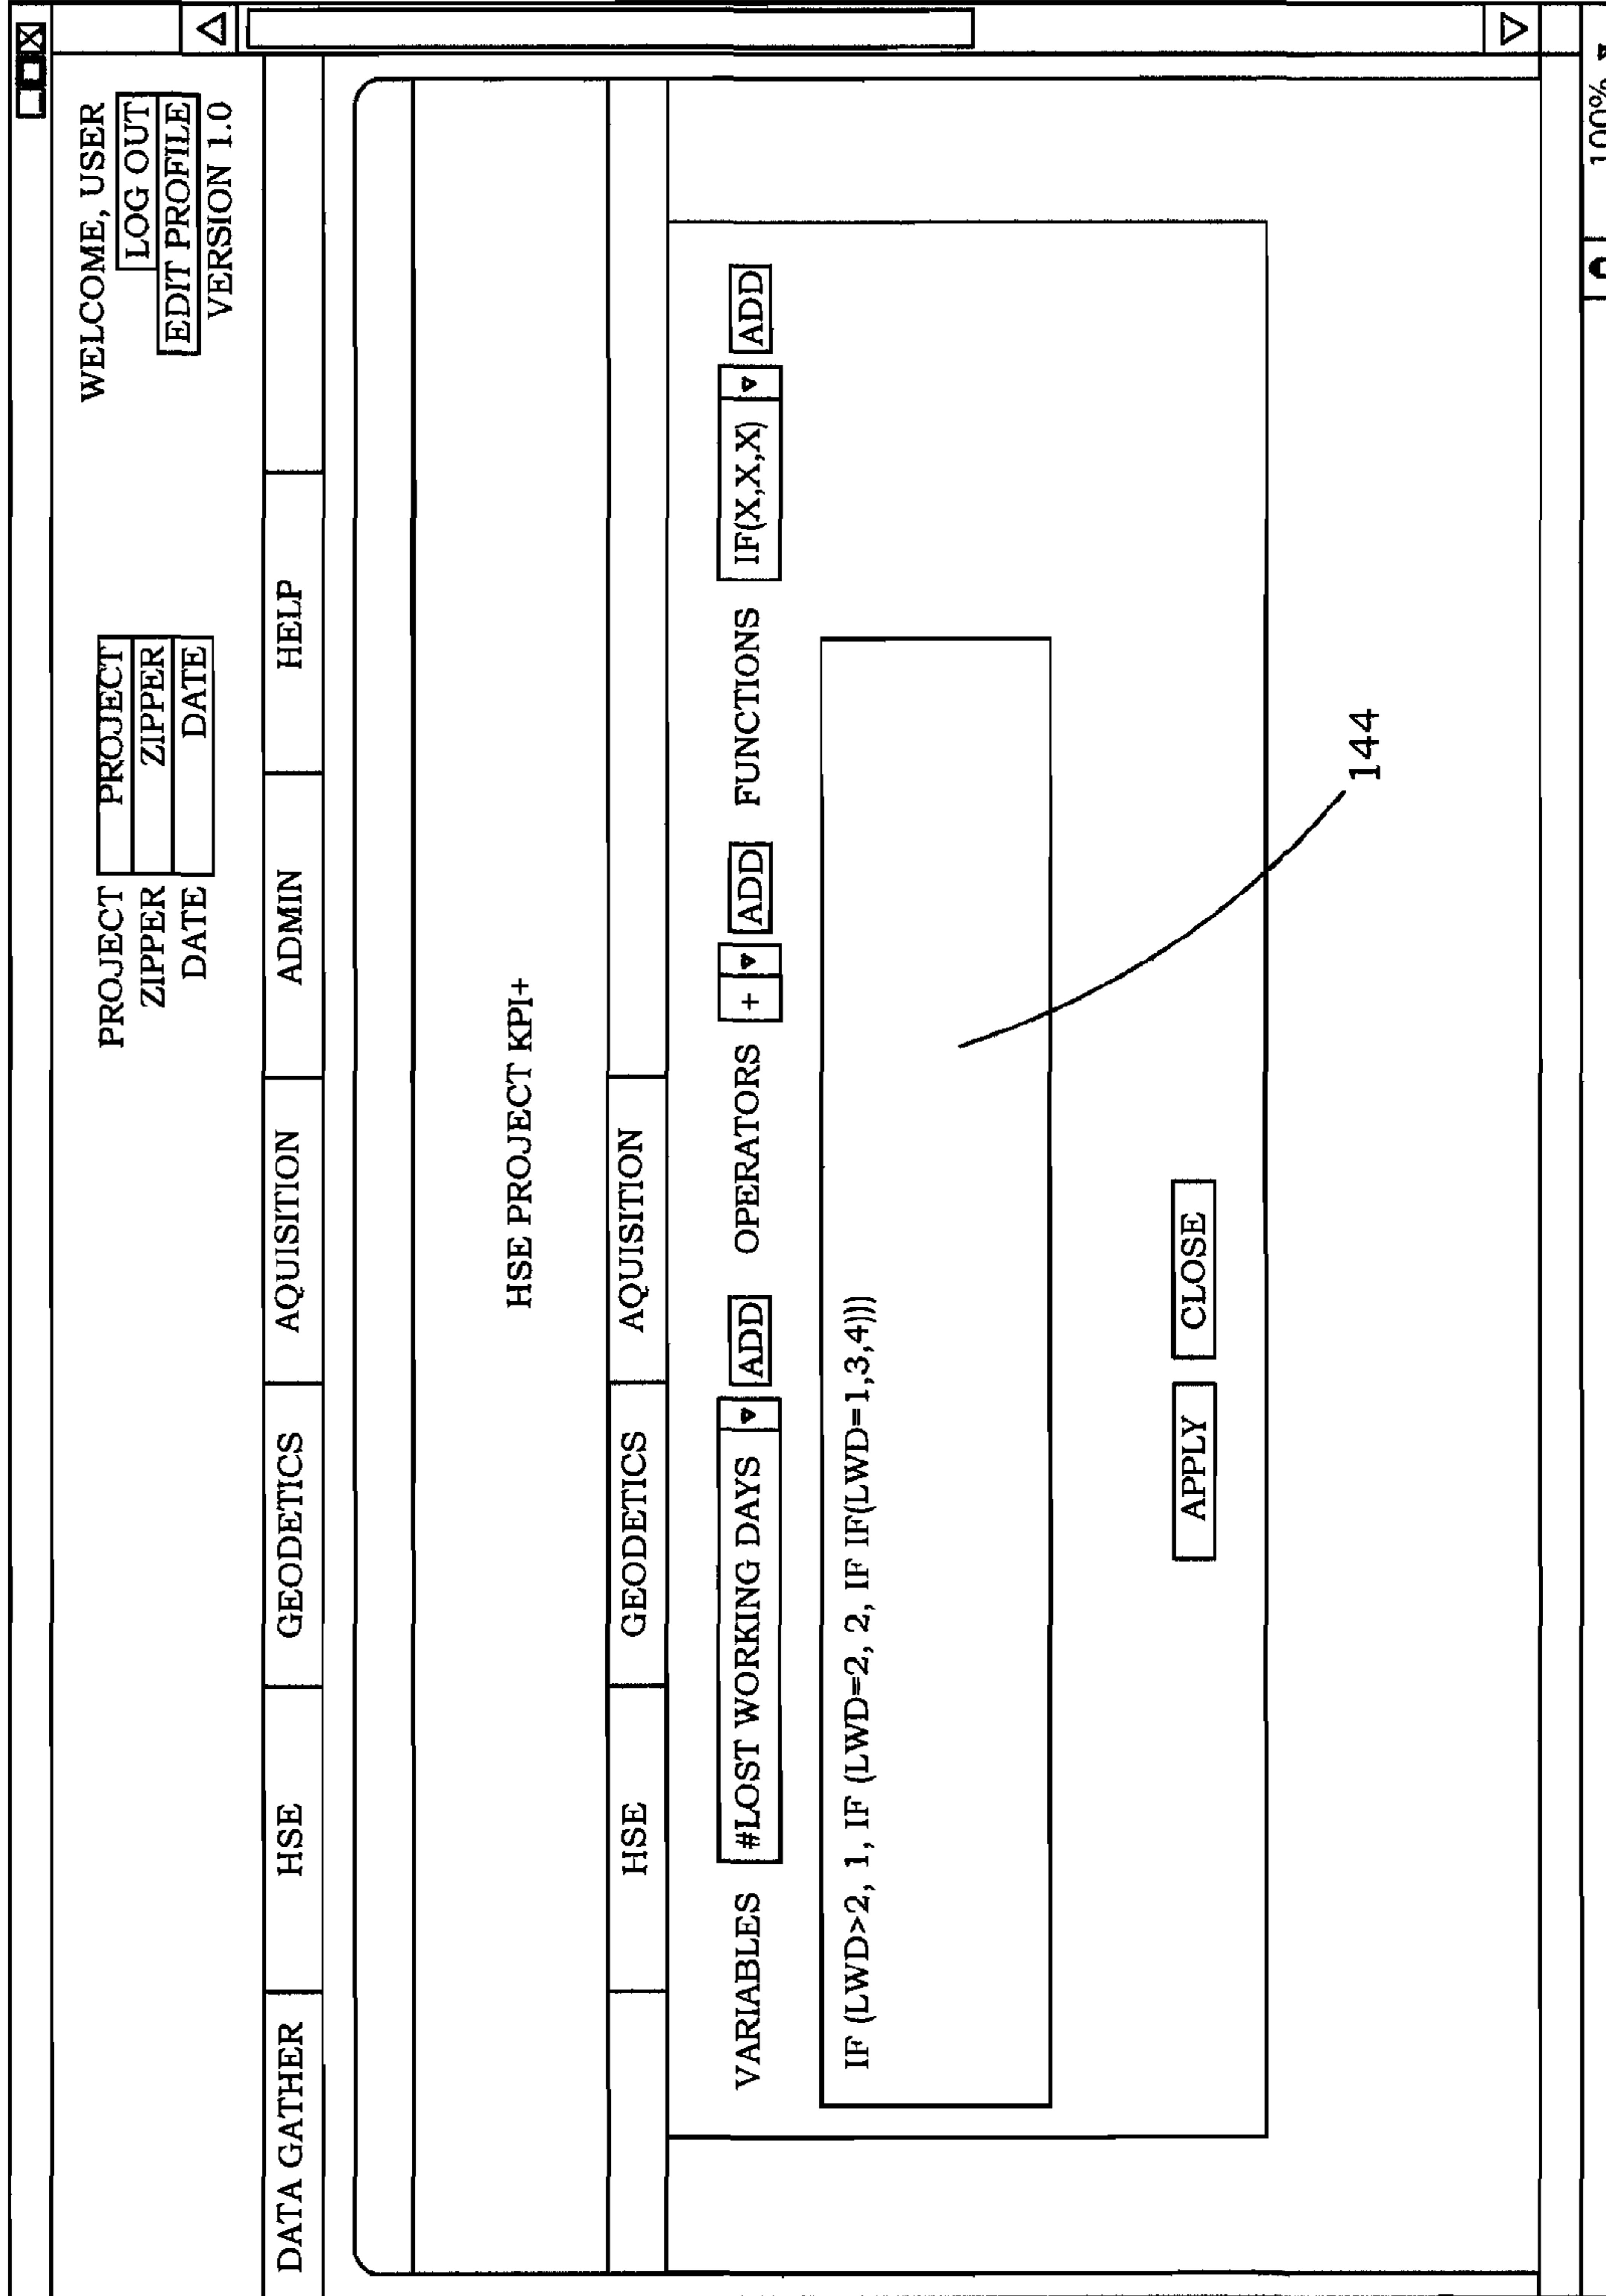 WELCOME, USER
PROJECT PROJECT LOG OUT
ZIPPER ZIPPER EDIT PROFILE
DATE DATE VERSION 1.0
DATA GATHER HSE GEODETICS AQUISITION ADMIN HELP
HSE PROJECT KPI+
HSE GEODETICS AQUISITION
VARIABLES #LOST WORKING DAYS ADD OPERATORS + ADD FUNCTIONS IF(X,X,X) ADD
IF (LWD>2, 1, IF (LWD=2, 2, IF IF(LWD=1,3,4)))
APPLY CLOSE
144
100%